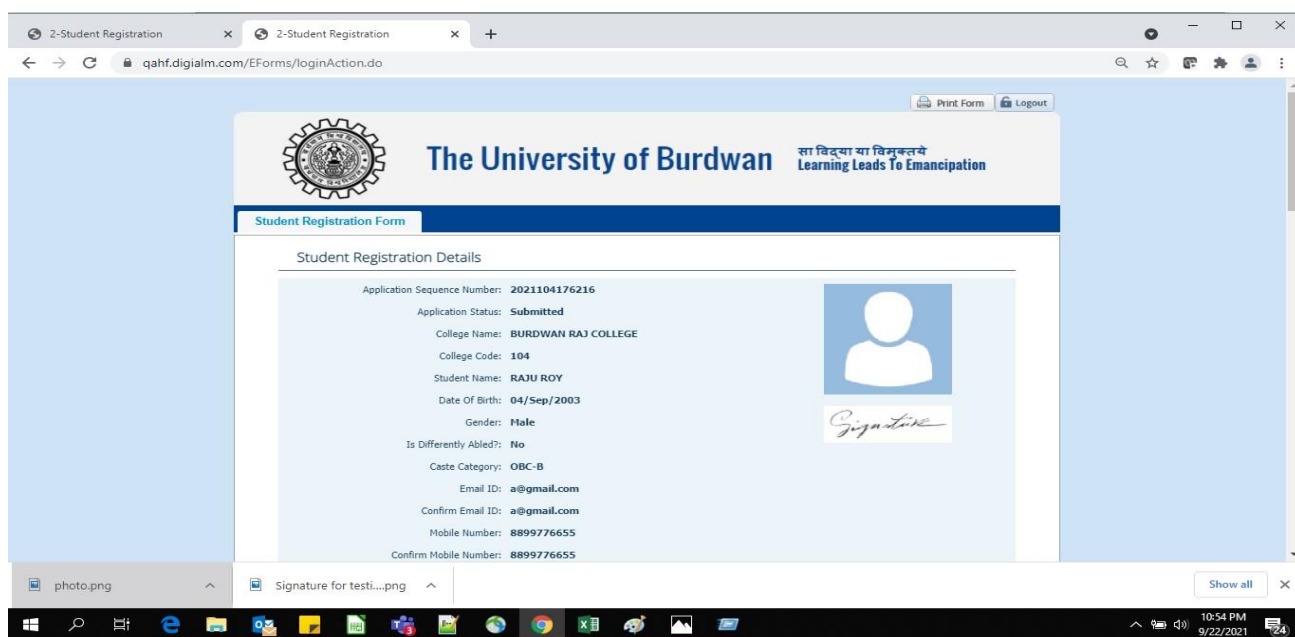 2-Student Registration
2-Student Registration
qahf.digialm.com/EForms/loginAction.do
Print Form
Logout
The University of Burdwan
सा विद्या या विमुक्तये
Learning Leads To Emancipation
Student Registration Form
Student Registration Details
Application Sequence Number: 2021104176216
Application Status: Submitted
College Name: BURDWAN RAJ COLLEGE
College Code: 104
Student Name: RAJU ROY
Date Of Birth: 04/Sep/2003
Gender: Male
Is Differently Abled?: No
Caste Category: OBC-B
Email ID: a@gmail.com
Confirm Email ID: a@gmail.com
Mobile Number: 8899776655
Confirm Mobile Number: 8899776655
Signature
photo.png
Signature for testi....png
Show all
10:54 PM
9/22/2021
24